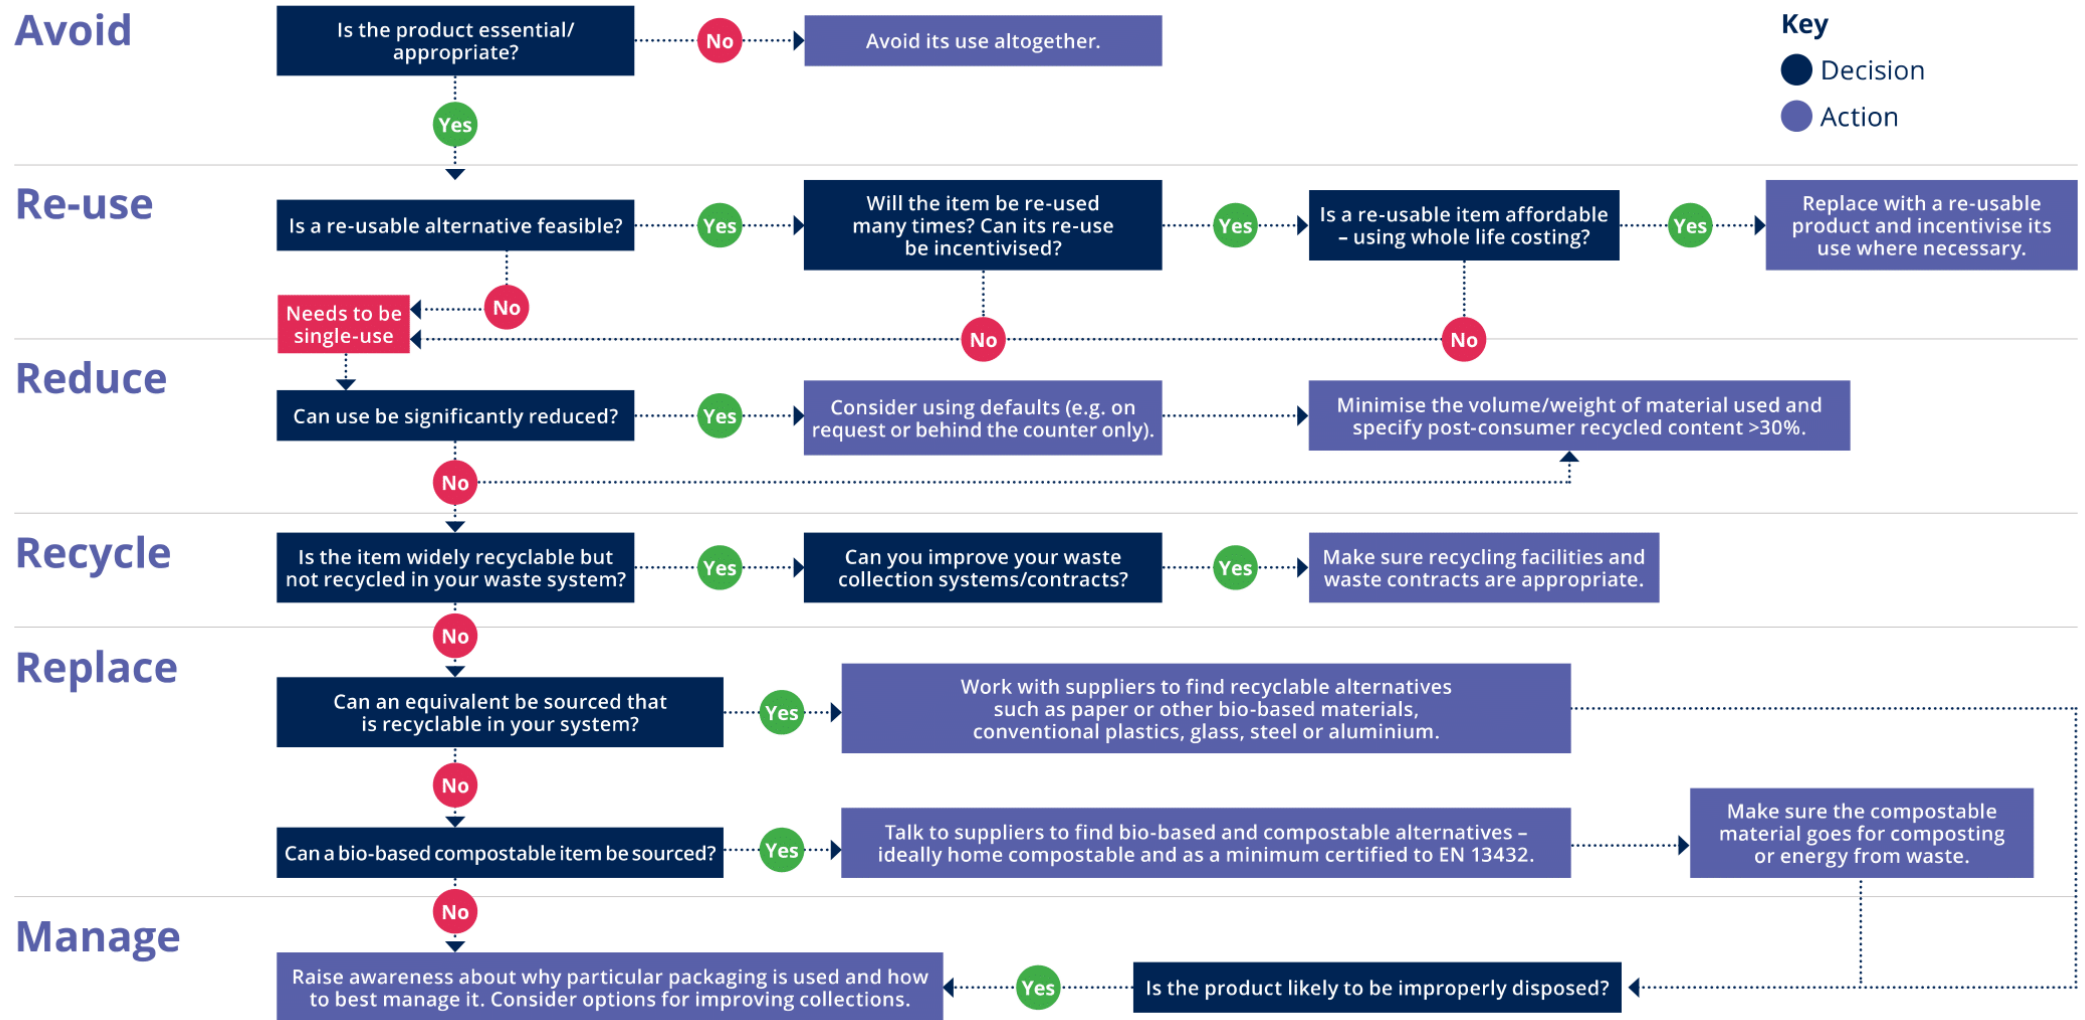 Avoid
Is the product essential/
appropriate?
No
Avoid its use altogether.
Key
Decision
Action
Yes
Re-use
Is a re-usable alternative feasible?
Yes
Will the item be re-used
many times? Can its re-use
be incentivised?
Yes
Is a re-usable item affordable
– using whole life costing?
Yes
Replace with a re-usable
product and incentivise its
use where necessary.
No
Needs to be
single-use
No
No
Reduce
Can use be significantly reduced?
Yes
Consider using defaults (e.g. on
request or behind the counter only).
Minimise the volume/weight of material used and
specify post-consumer recycled content >30%.
No
Recycle
Is the item widely recyclable but
not recycled in your waste system?
Yes
Can you improve your waste
collection systems/contracts?
Yes
Make sure recycling facilities and
waste contracts are appropriate.
No
Replace
Can an equivalent be sourced that
is recyclable in your system?
Yes
Work with suppliers to find recyclable alternatives
such as paper or other bio-based materials,
conventional plastics, glass, steel or aluminium.
No
Can a bio-based compostable item be sourced?
Yes
Talk to suppliers to find bio-based and compostable alternatives –
ideally home compostable and as a minimum certified to EN 13432.
Make sure the compostable
material goes for composting
or energy from waste.
No
Manage
Raise awareness about why particular packaging is used and how
to best manage it. Consider options for improving collections.
Yes
Is the product likely to be improperly disposed?